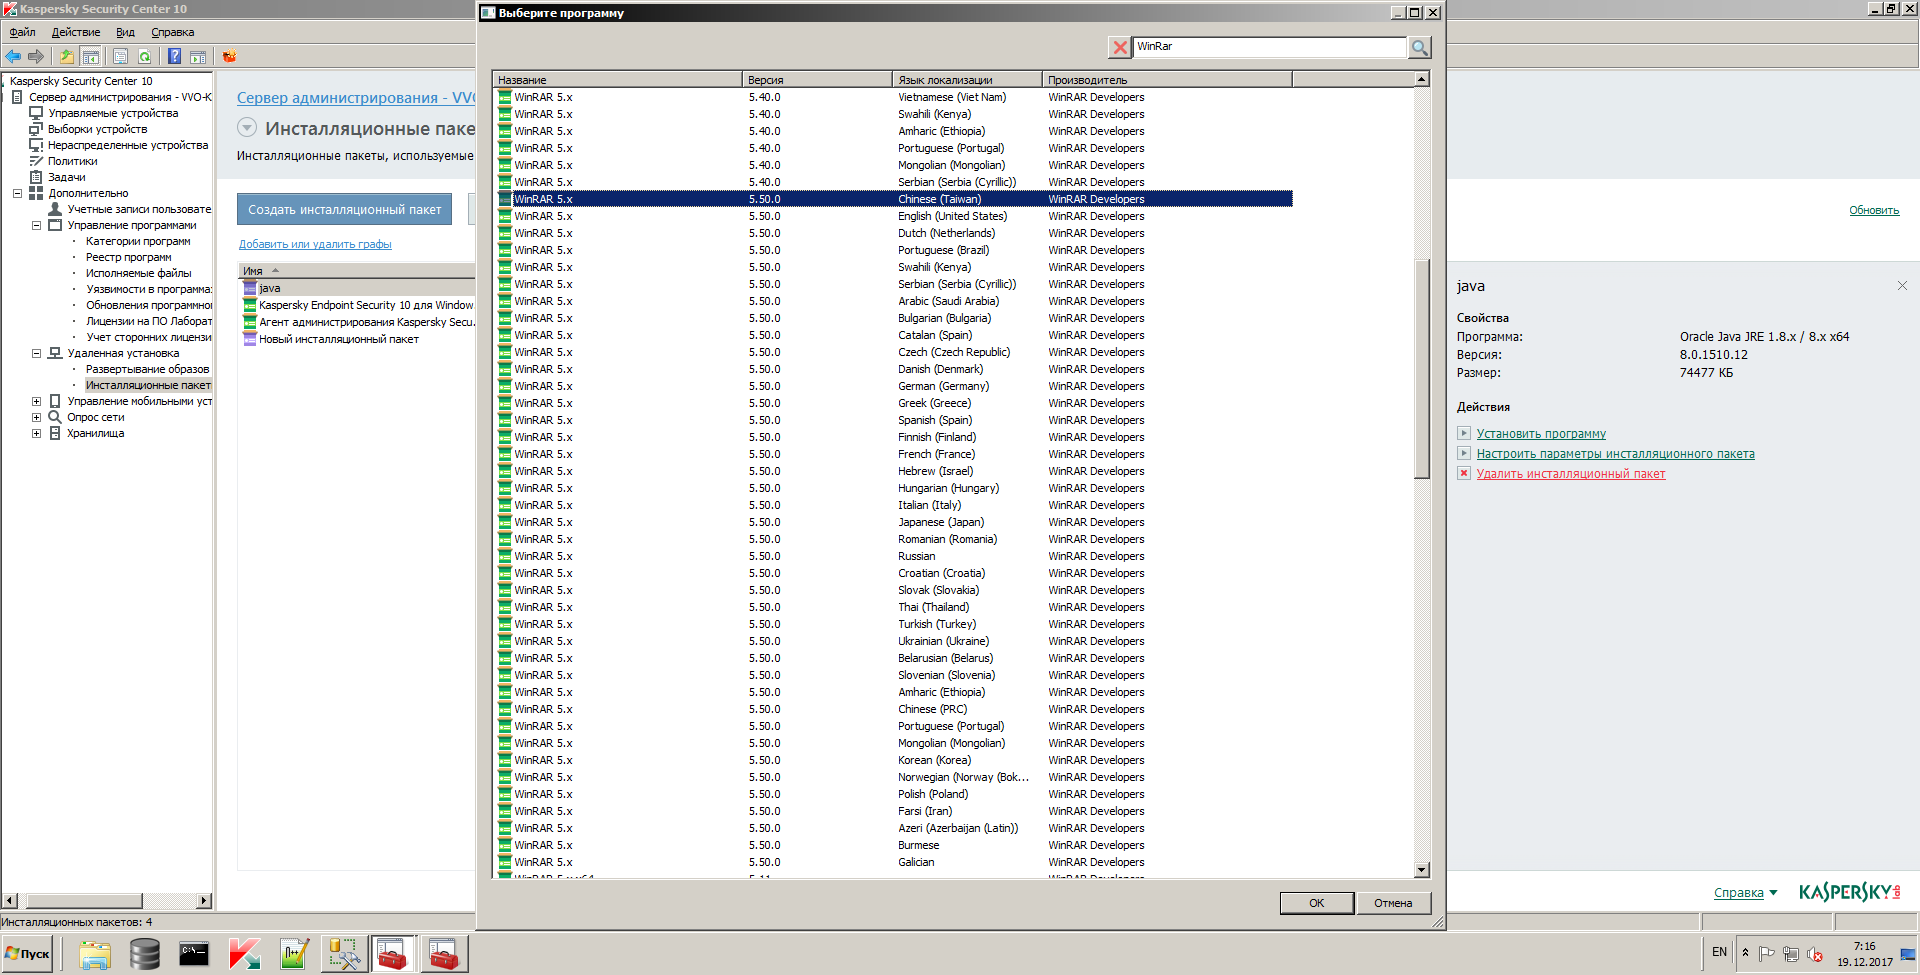 Kaspersky Security Center 10
Файл Действие Вид Справка
Kaspersky Security Center 10
Сервер администрирования - VVO-K
Управляемые устройства
Выборки устройств
Нераспределенные устройства
Политики
Задачи
Дополнительно
Учетные записи пользовате
Управление программами
Категории программ
Реестр программ
Исполняемые файлы
Уязвимости в программа
Обновления программног
Лицензии на ПО Лаборат
Учет сторонних лицензи
Удаленная установка
Развертывание образов
Инсталляционные пакет
Управление мобильными уст
Опрос сети
Хранилища
Инсталляционных пакетов: 4
Сервер администрирования - VVO
Инсталляционные паке
Инсталляционные пакеты, используемые
Создать инсталляционный пакет
Добавить или удалить графы
Имя
java
Kaspersky Endpoint Security 10 для Window
Агент администрирования Kaspersky Secu...
Новый инсталляционный пакет
Выберите программу
WinRar
Название Версия Язык локализации Производитель
WinRAR 5.x 5.40.0 Vietnamese (Viet Nam) WinRAR Developers
WinRAR 5.x 5.40.0 Swahili (Kenya) WinRAR Developers
WinRAR 5.x 5.40.0 Amharic (Ethiopia) WinRAR Developers
WinRAR 5.x 5.40.0 Portuguese (Portugal) WinRAR Developers
WinRAR 5.x 5.40.0 Mongolian (Mongolian) WinRAR Developers
WinRAR 5.x 5.40.0 Serbian (Serbia (Cyrillic)) WinRAR Developers
WinRAR 5.x 5.50.0 Chinese (Taiwan) WinRAR Developers
WinRAR 5.x 5.50.0 English (United States) WinRAR Developers
WinRAR 5.x 5.50.0 Dutch (Netherlands) WinRAR Developers
WinRAR 5.x 5.50.0 Portuguese (Brazil) WinRAR Developers
WinRAR 5.x 5.50.0 Swahili (Kenya) WinRAR Developers
WinRAR 5.x 5.50.0 Serbian (Serbia (Cyrillic)) WinRAR Developers
WinRAR 5.x 5.50.0 Arabic (Saudi Arabia) WinRAR Developers
WinRAR 5.x 5.50.0 Bulgarian (Bulgaria) WinRAR Developers
WinRAR 5.x 5.50.0 Catalan (Spain) WinRAR Developers
WinRAR 5.x 5.50.0 Czech (Czech Republic) WinRAR Developers
WinRAR 5.x 5.50.0 Danish (Denmark) WinRAR Developers
WinRAR 5.x 5.50.0 German (Germany) WinRAR Developers
WinRAR 5.x 5.50.0 Greek (Greece) WinRAR Developers
WinRAR 5.x 5.50.0 Spanish (Spain) WinRAR Developers
WinRAR 5.x 5.50.0 Finnish (Finland) WinRAR Developers
WinRAR 5.x 5.50.0 French (France) WinRAR Developers
WinRAR 5.x 5.50.0 Hebrew (Israel) WinRAR Developers
WinRAR 5.x 5.50.0 Hungarian (Hungary) WinRAR Developers
WinRAR 5.x 5.50.0 Italian (Italy) WinRAR Developers
WinRAR 5.x 5.50.0 Japanese (Japan) WinRAR Developers
WinRAR 5.x 5.50.0 Romanian (Romania) WinRAR Developers
WinRAR 5.x 5.50.0 Russian WinRAR Developers
WinRAR 5.x 5.50.0 Croatian (Croatia) WinRAR Developers
WinRAR 5.x 5.50.0 Slovak (Slovakia) WinRAR Developers
WinRAR 5.x 5.50.0 Thai (Thailand) WinRAR Developers
WinRAR 5.x 5.50.0 Turkish (Turkey) WinRAR Developers
WinRAR 5.x 5.50.0 Ukrainian (Ukraine) WinRAR Developers
WinRAR 5.x 5.50.0 Belarusian (Belarus) WinRAR Developers
WinRAR 5.x 5.50.0 Slovenian (Slovenia) WinRAR Developers
WinRAR 5.x 5.50.0 Amharic (Ethiopia) WinRAR Developers
WinRAR 5.x 5.50.0 Chinese (PRC) WinRAR Developers
WinRAR 5.x 5.50.0 Portuguese (Portugal) WinRAR Developers
WinRAR 5.x 5.50.0 Mongolian (Mongolian) WinRAR Developers
WinRAR 5.x 5.50.0 Korean (Korea) WinRAR Developers
WinRAR 5.x 5.50.0 Norwegian (Norway (Bok... WinRAR Developers
WinRAR 5.x 5.50.0 Polish (Poland) WinRAR Developers
WinRAR 5.x 5.50.0 Farsi (Iran) WinRAR Developers
WinRAR 5.x 5.50.0 Azeri (Azerbaijan (Latin)) WinRAR Developers
WinRAR 5.x 5.50.0 Burmese WinRAR Developers
WinRAR 5.x 5.50.0 Galician WinRAR Developers
OK Отмена
Обновить
java
Свойства
Программа: Oracle Java JRE 1.8.x / 8.x x64
Версия: 8.0.1510.12
Размер: 74477 КБ
Действия
Установить программу
Настроить параметры инсталляционного пакета
Удалить инсталляционный пакет
Справка KASPERSKY lab
Пуск
EN
7:16
19.12.2017